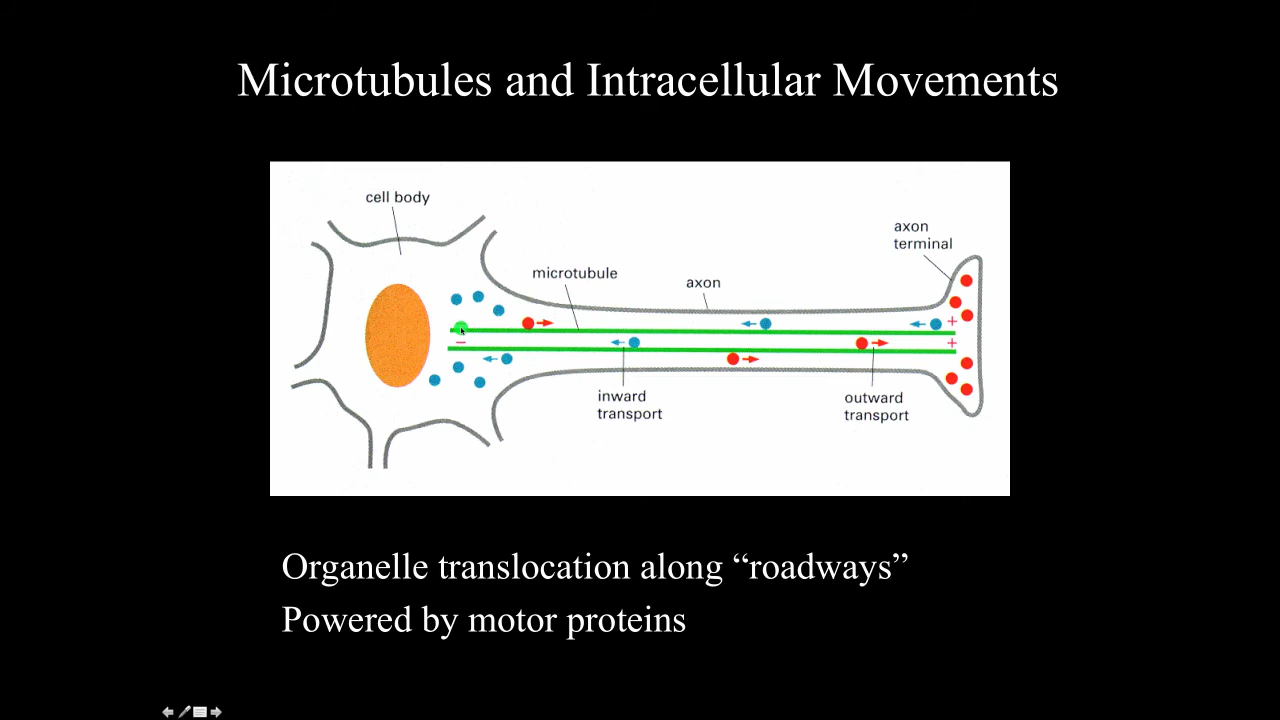 Microtubules and Intracellular Movements
cell body
axon
terminal
microtubule
axon
+
−
+
inward
transport
outward
transport
Organelle translocation along “roadways”
Powered by motor proteins